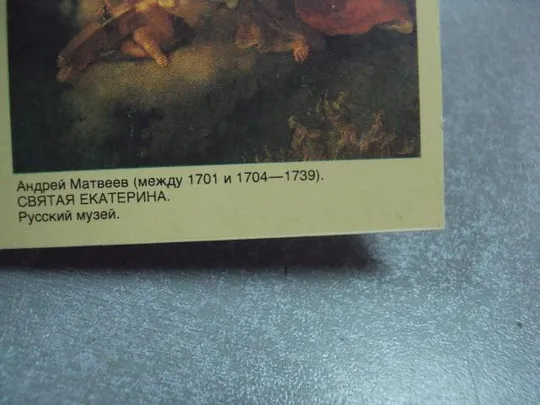 Андрей Матвеев (между 1701 и 1704—1739).
СВЯТАЯ ЕКАТЕРИНА.
Русский музей.